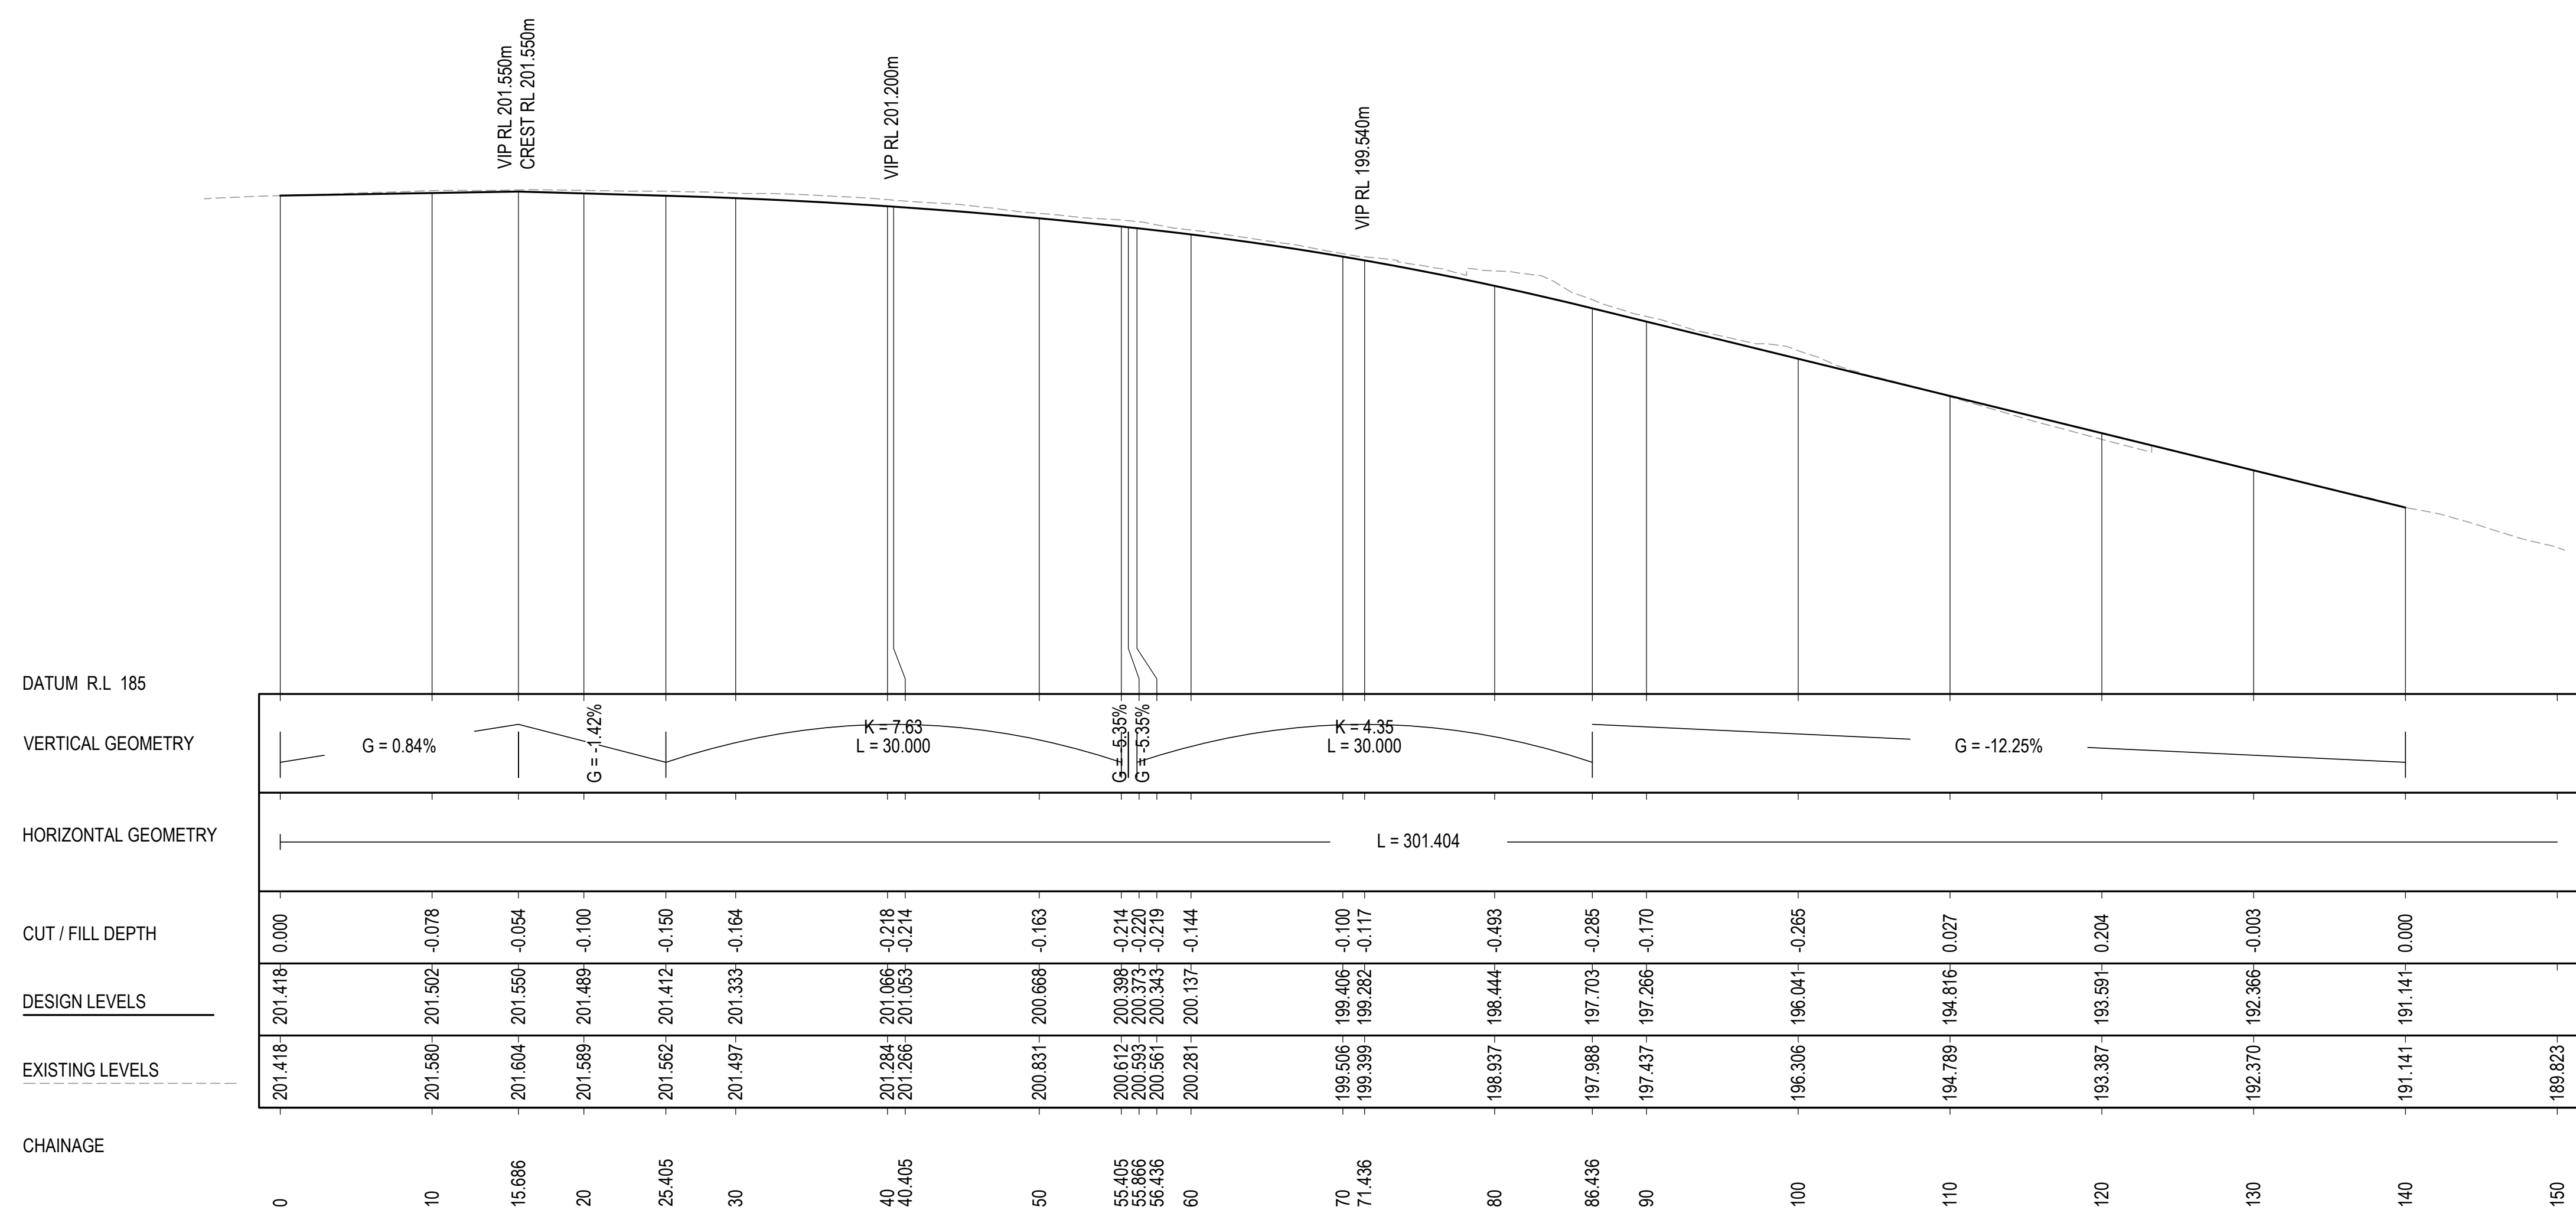 VIP RL 201.550m
CREST RL 201.550m
VIP RL 201.200m
VIP RL 199.540m
DATUM R.L 185
VERTICAL GEOMETRY
G = 0.84%
G = -1.42%
K = 7.63
L = 30.000
G = -5.35%
G = -5.35%
K = 4.35
L = 30.000
G = -12.25%
HORIZONTAL GEOMETRY
L = 301.404
CUT / FILL DEPTH
0.000 -0.078 -0.054 -0.100 -0.150 -0.164 -0.218 -0.214 -0.163 -0.214 -0.220 -0.219 -0.144 -0.100 -0.117 -0.493 -0.285 -0.170 -0.265 0.027 0.204 -0.003 0.000
DESIGN LEVELS
201.418 201.502 201.550 201.489 201.412 201.333 201.066 201.053 200.668 200.398 200.373 200.343 200.137 199.406 199.282 198.444 197.703 197.266 196.041 194.816 193.591 192.366 191.141
EXISTING LEVELS
201.418 201.580 201.604 201.589 201.562 201.497 201.284 201.266 200.831 200.612 200.593 200.561 200.281 199.506 199.399 198.937 197.988 197.437 196.306 194.789 193.387 192.370 191.141 189.823
CHAINAGE
0 10 15.686 20 25.405 30 40 40.405 50 55.405 55.866 56.436 60 70 71.436 80 86.436 90 100 110 120 130 140 150